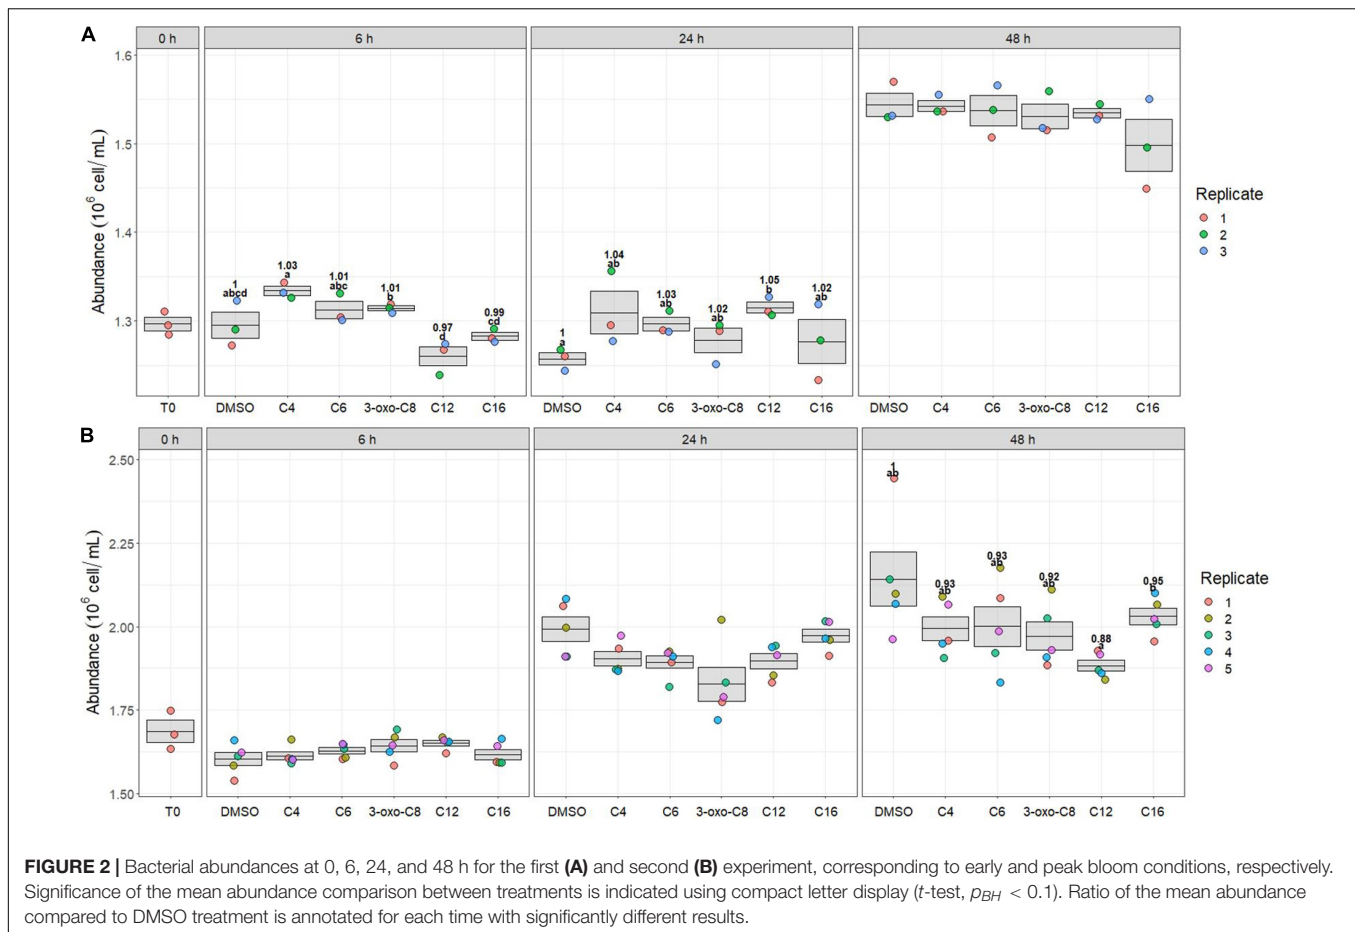 A
0 h 6 h 24 h 48 h
1.6
1.5
1.4
1.3
Abundance (10^6 cell/mL)
1 abcd
1.03 a
1.01 abc
1.01 b
0.97 d
0.99 cd
1 a
1.04 ab
1.03 ab
1.02 ab
1.05 b
1.02 ab
T0 DMSO C4 C6 3-oxo-C8 C12 C16 DMSO C4 C6 3-oxo-C8 C12 C16 DMSO C4 C6 3-oxo-C8 C12 C16
Replicate
1
2
3
B
0 h 6 h 24 h 48 h
2.50
2.25
2.00
1.75
1.50
Abundance (10^6 cell/mL)
1 ab
0.93 ab
0.93 ab
0.92 ab
0.88 a
0.95 b
T0 DMSO C4 C6 3-oxo-C8 C12 C16 DMSO C4 C6 3-oxo-C8 C12 C16 DMSO C4 C6 3-oxo-C8 C12 C16
Replicate
1
2
3
4
5
FIGURE 2 | Bacterial abundances at 0, 6, 24, and 48 h for the first (A) and second (B) experiment, corresponding to early and peak bloom conditions, respectively.
Significance of the mean abundance comparison between treatments is indicated using compact letter display (t-test, pBH < 0.1). Ratio of the mean abundance
compared to DMSO treatment is annotated for each time with significantly different results.